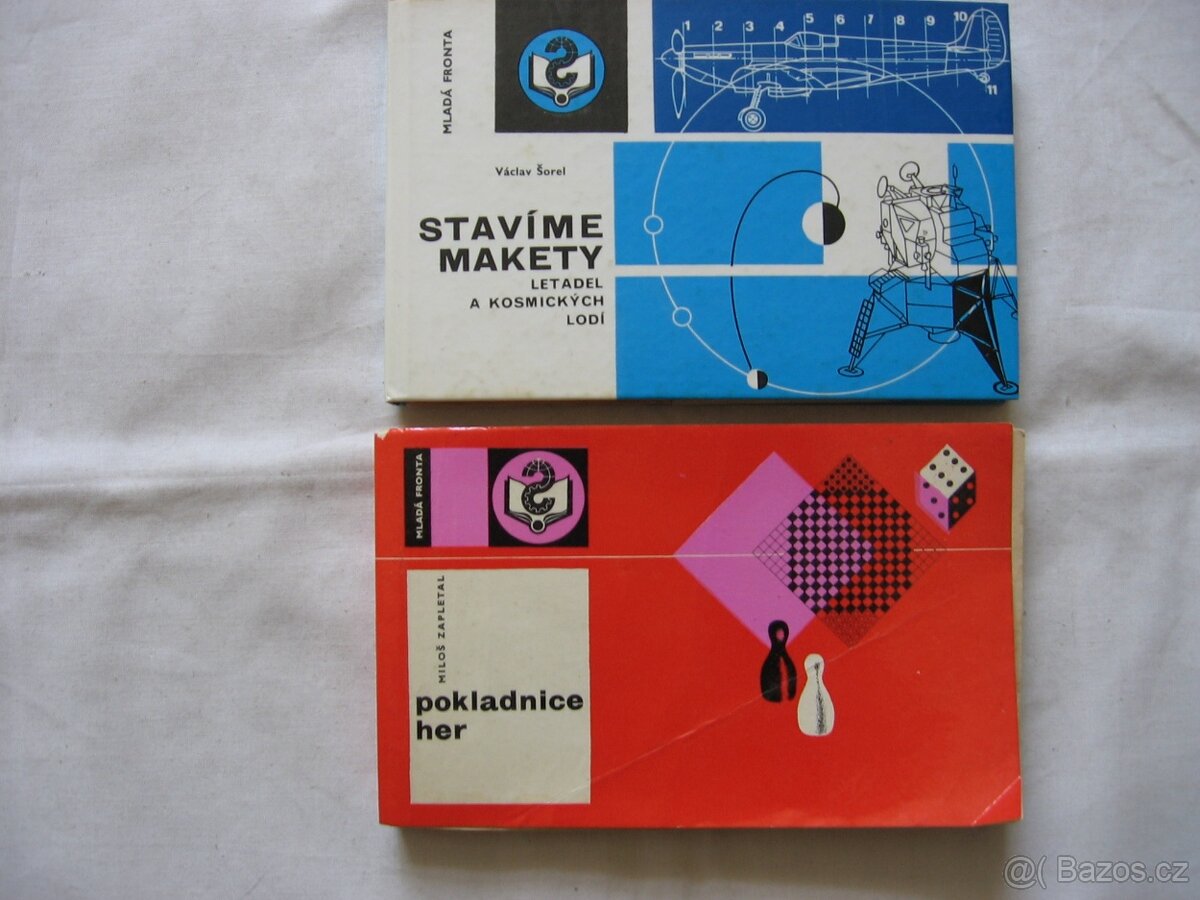 MLADÁ FRONTA
1 2 3 4 5 6 7 8 9 10
11
Václav Šorel
STAVÍME
MAKETY
LETADEL
A KOSMICKÝCH
LODÍ
MLADÁ FRONTA
MILOŠ ZAPLETAL
pokladnice
her
@( Bazos.cz